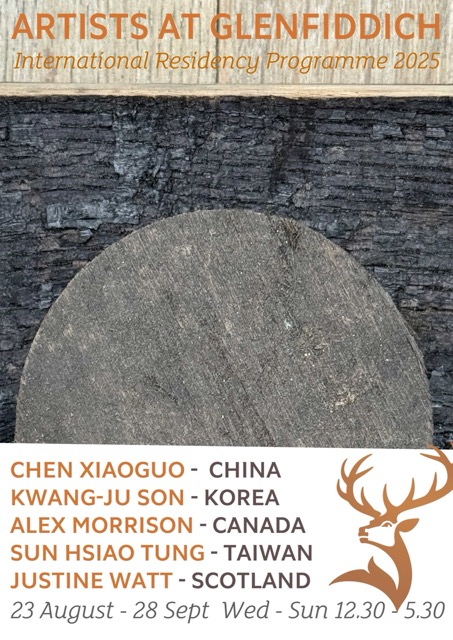 ARTISTS AT GLENFIDDICH
International Residency Programme 2025
CHEN XIAOGUO - CHINA
KWANG-JU SON - KOREA
ALEX MORRISON - CANADA
SUN HSIAO TUNG - TAIWAN
JUSTINE WATT - SCOTLAND
23 August - 28 Sept Wed - Sun 12.30 - 5.30